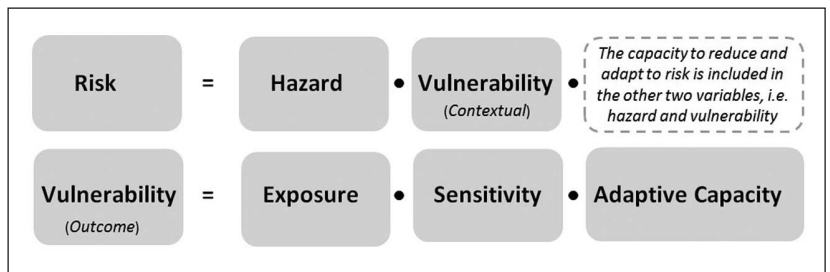 Risk = Hazard • Vulnerability •
(Contextual)
The capacity to reduce and
adapt to risk is included in
the other two variables, i.e.
hazard and vulnerability
Vulnerability = Exposure • Sensitivity • Adaptive Capacity
(Outcome)